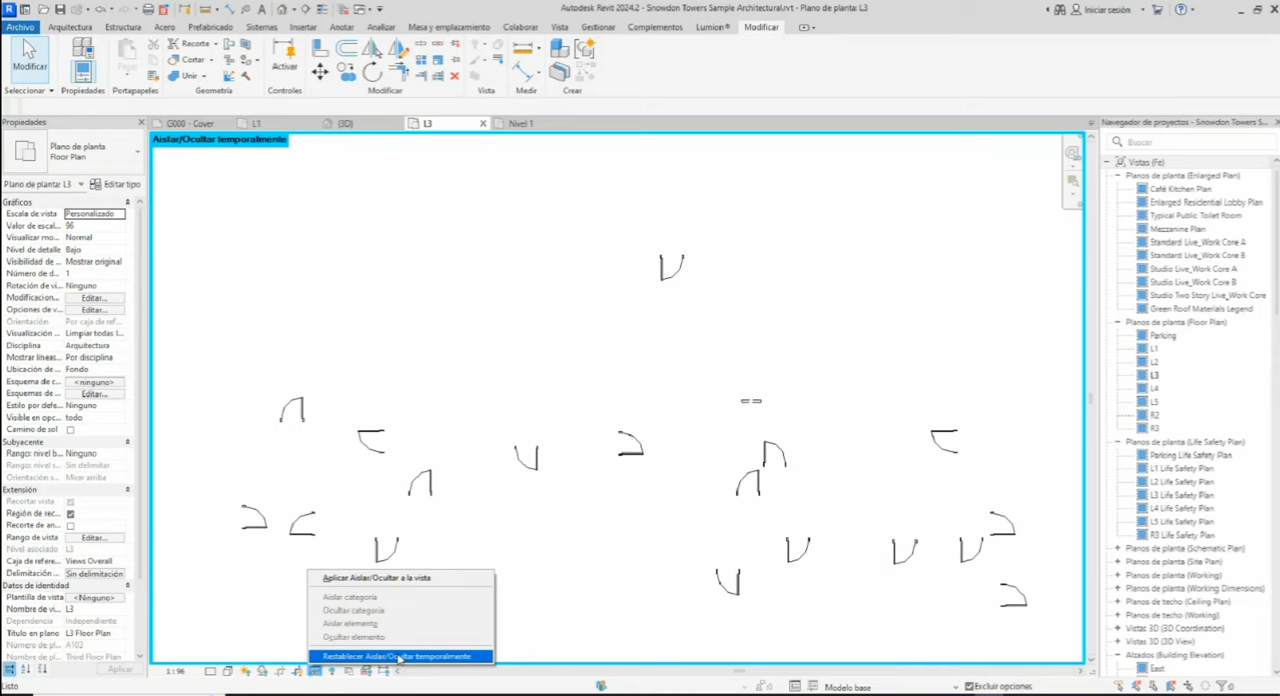 Autodesk Revit 2024.2 - Snowdon Towers Sample Architectural.rvt - Plano de planta: L3
Iniciar sesión
Archivo Arquitectura Estructura Acero Prefabricado Sistemas Insertar Anotar Analizar Masa y emplazamiento Colaborar Vista Gestionar Complementos Lumion® Modificar
Modificar
Propiedades
Pegar
Recorte
Cortar
Unir
Activar
Seleccionar Propiedades Portapapeles Geometría Controles Modificar Vista Medir Crear
Propiedades
G000 - Cover L1 {3D} L3 Nivel 1
Navegador de proyectos - Snowdon Towers S...
Aislar/Ocultar temporalmente
Plano de planta
Floor Plan
Plano de planta: L3 Editar tipo
Gráficos
Escala de vista Personalizado
Valor de escal... 96
Visualizar mo... Normal
Nivel de detalle Bajo
Visibilidad de ... Mostrar original
Número de d... 1
Rotación de vi... Ninguno
Modificacion... Editar...
Opciones de v... Editar...
Orientación Por caja de ref...
Visualización ... Limpiar todas l...
Disciplina Arquitectura
Mostrar líneas... Por disciplina
Ubicación de ... Fondo
Esquema de c... <ninguno>
Esquemas de ... Editar...
Estilo por defe... Ninguno
Visible en opc... todo
Camino de sol
Subyacente
Rango: nivel b... Ninguno
Rango: nivel s... Sin delimitar
Orientación s... Mirar arriba
Extensión
Recortar vista
Región de rec...
Recorte de an...
Rango de vista Editar...
Nivel asociado L3
Caja de refere... Views Overall
Delimitación ... Sin delimitación
Datos de identidad
Plantilla de vista <Ninguno>
Nombre de vi... L3
Dependencia Independiente
Título en plano L3 Floor Plan
Número de pl... A102
Nombre de pl... Third Floor Plan
Aplicar
Aplicar Aislar/Ocultar a la vista
Aislar categoría
Ocultar categoría
Aislar elemento
Ocultar elemento
Restablecer Aislar/Ocultar temporalmente
1 : 96
Buscar
Vistas (Fe)
Planos de planta (Enlarged Plan)
Café Kitchen Plan
Enlarged Residential Lobby Plan
Typical Public Toilet Room
Mezzanine Plan
Standard Live_Work Core A
Standard Live_Work Core B
Studio Live_Work Core A
Studio Live_Work Core B
Studio Two Story Live_Work Core
Green Roof Materials Legend
Planos de planta (Floor Plan)
Parking
L1
L2
L3
L4
L5
R2
R3
Planos de planta (Life Safety Plan)
Parking Life Safety Plan
L1 Life Safety Plan
L2 Life Safety Plan
L3 Life Safety Plan
L4 Life Safety Plan
L5 Life Safety Plan
R3 Life Safety Plan
Planos de planta (Schematic Plan)
Planos de planta (Site Plan)
Planos de planta (Working)
Planos de planta (Working Dimensions)
Planos de techo (Ceiling Plan)
Planos de techo (Working)
Vistas 3D (3D Coordination)
Vistas 3D (3D View)
Alzados (Building Elevation)
East
Listo
:0
Modelo base
Excluir opciones
:0